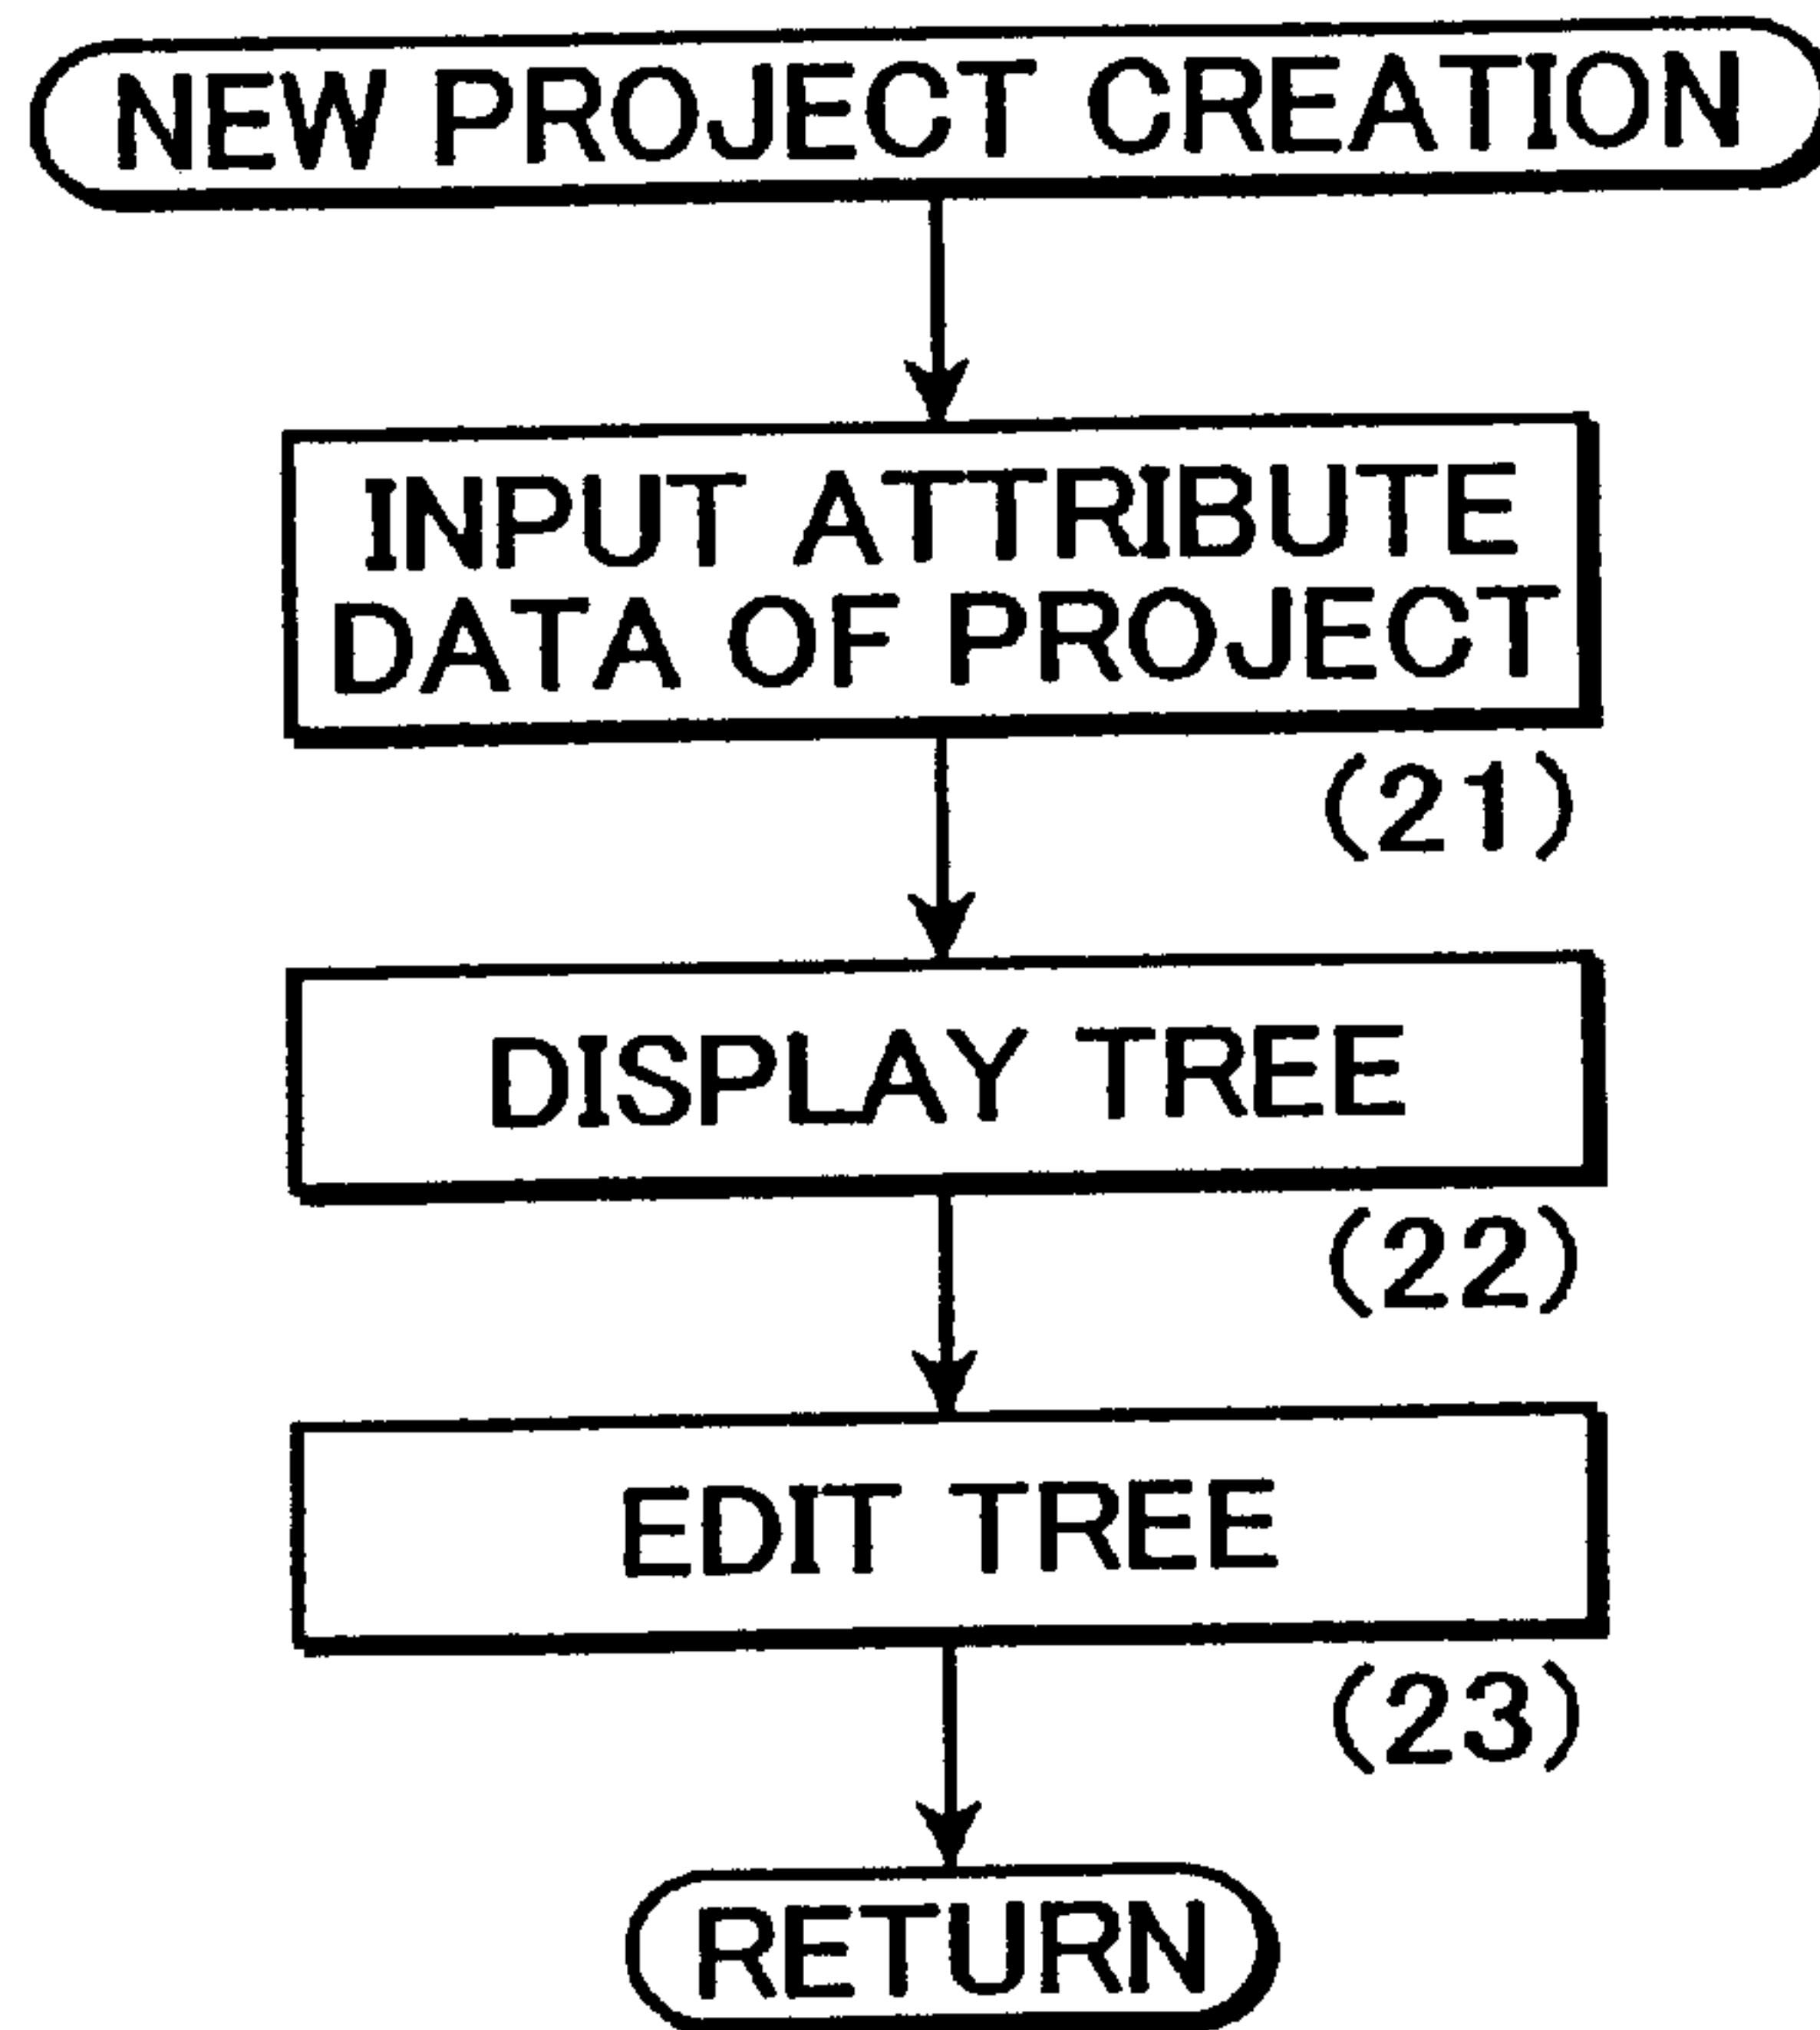 NEW PROJECT CREATION
INPUT ATTRIBUTE
DATA OF PROJECT
(21)
DISPLAY TREE
(22)
EDIT TREE
(23)
RETURN